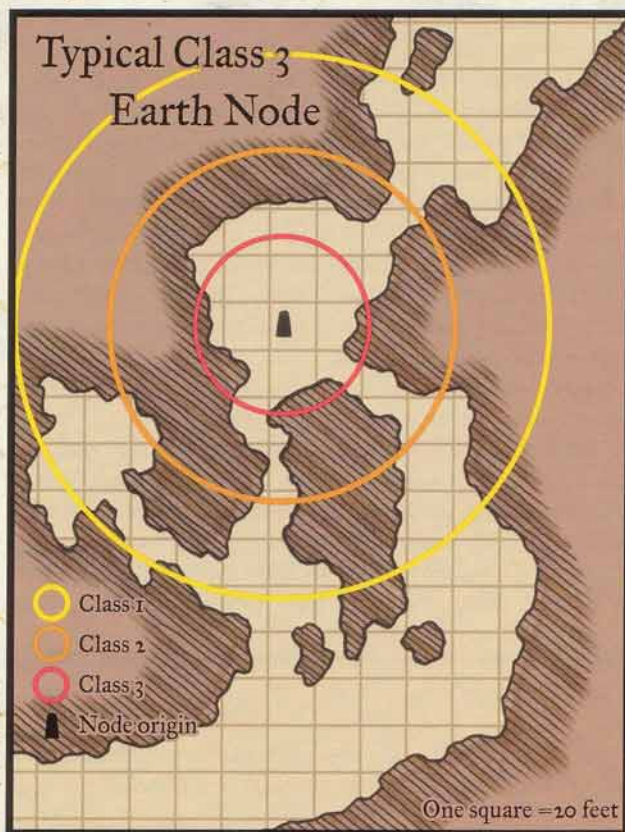 Typical Class 3
Earth Node
Class 1
Class 2
Class 3
Node origin
One square = 20 feet